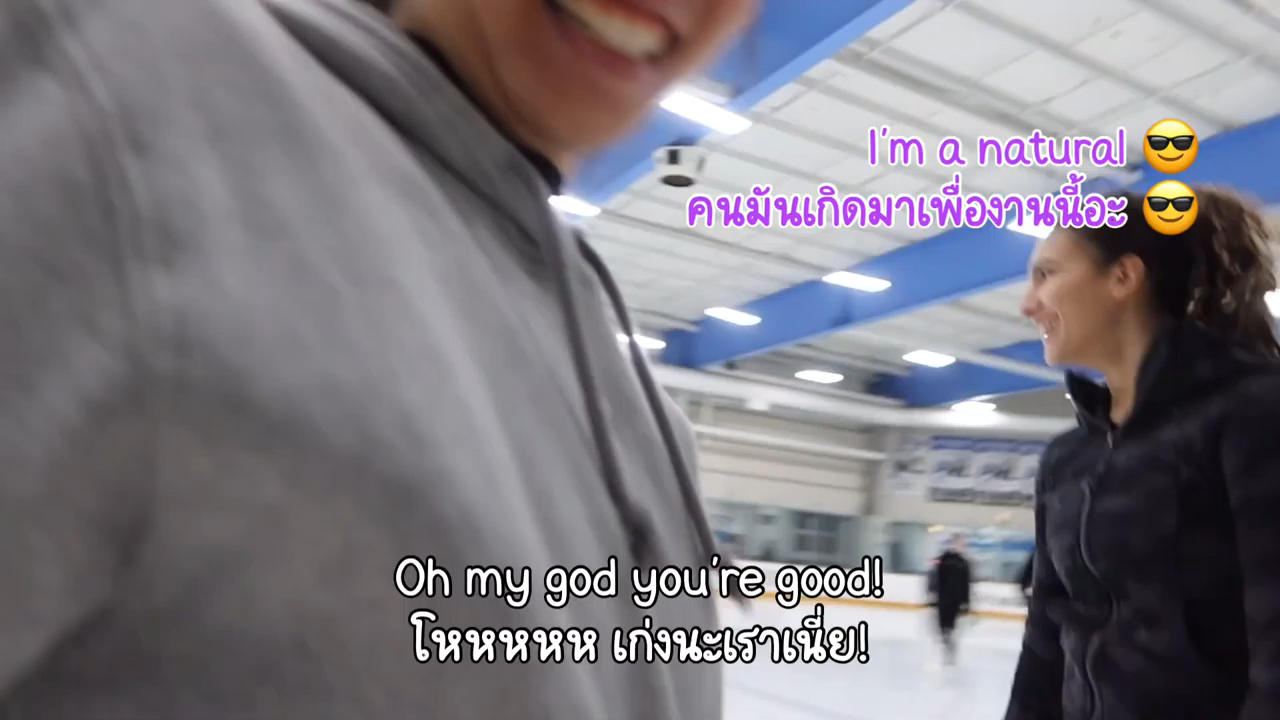 I'm a natural 😎
คนมันเกิดมาเพื่องานนี้อะ 😎
Oh my god you're good!
โหหหหห เก่งนะเราเนี่ย!